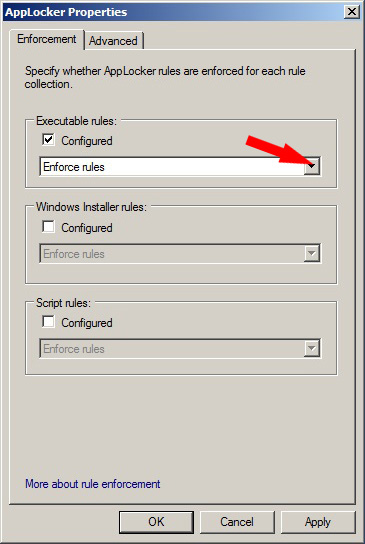 AppLocker Properties
Enforcement
Advanced
Specify whether AppLocker rules are enforced for each rule
collection.
Executable rules:
Configured
Enforce rules
Windows Installer rules:
Configured
Enforce rules
Script rules:
Configured
Enforce rules
More about rule enforcement
OK
Cancel
Apply